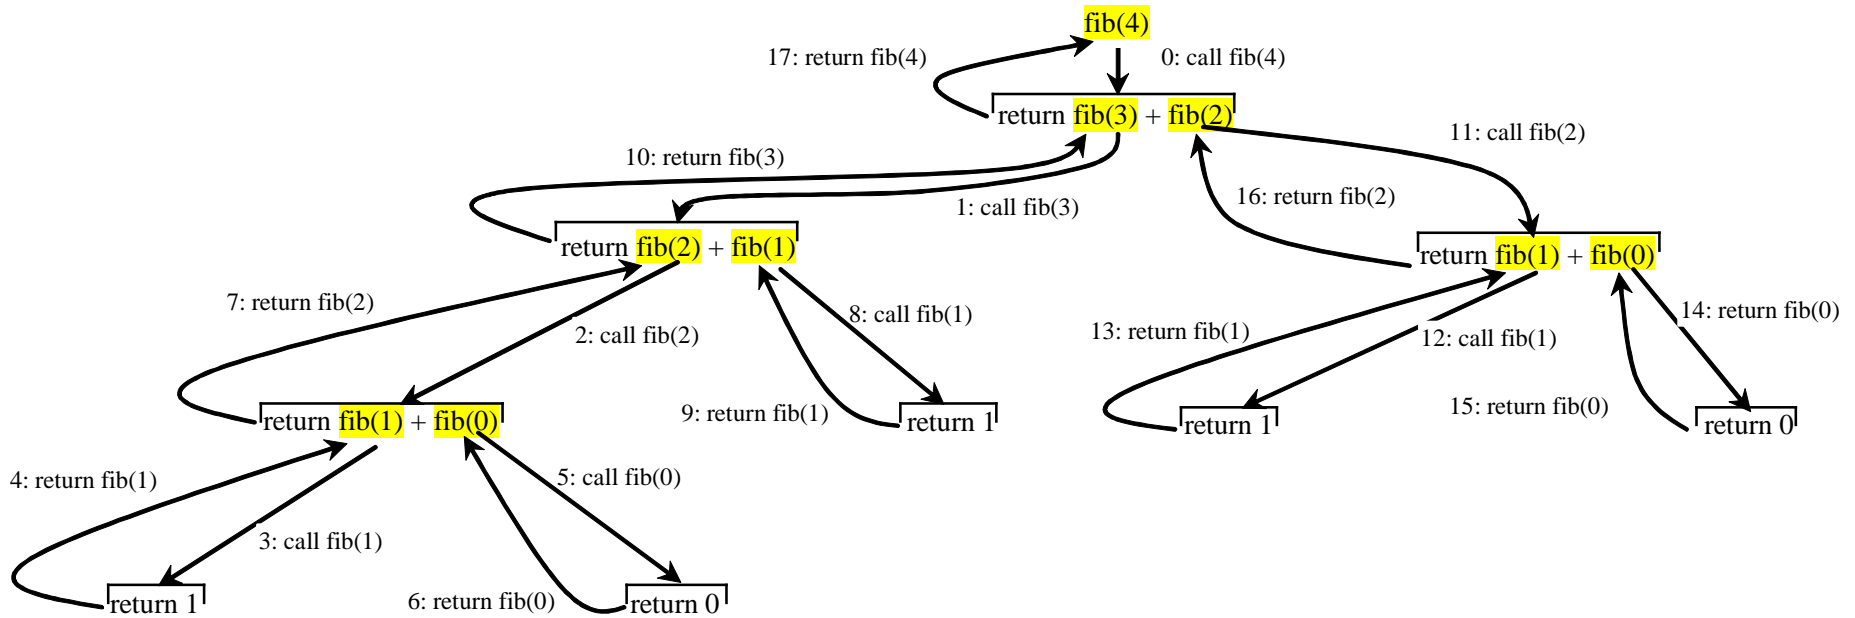 fib(4)
17: return fib(4)
0: call fib(4)
return fib(3) + fib(2)
11: call fib(2)
10: return fib(3)
16: return fib(2)
1: call fib(3)
return fib(2) + fib(1)
return fib(1) + fib(0)
7: return fib(2)
8: call fib(1)
14: return fib(0)
2: call fib(2)
13: return fib(1)
12: call fib(1)
9: return fib(1)
15: return fib(0)
return fib(1) + fib(0)
return 1
return 1
return 0
4: return fib(1)
5: call fib(0)
3: call fib(1)
6: return fib(0)
return 1
return 0